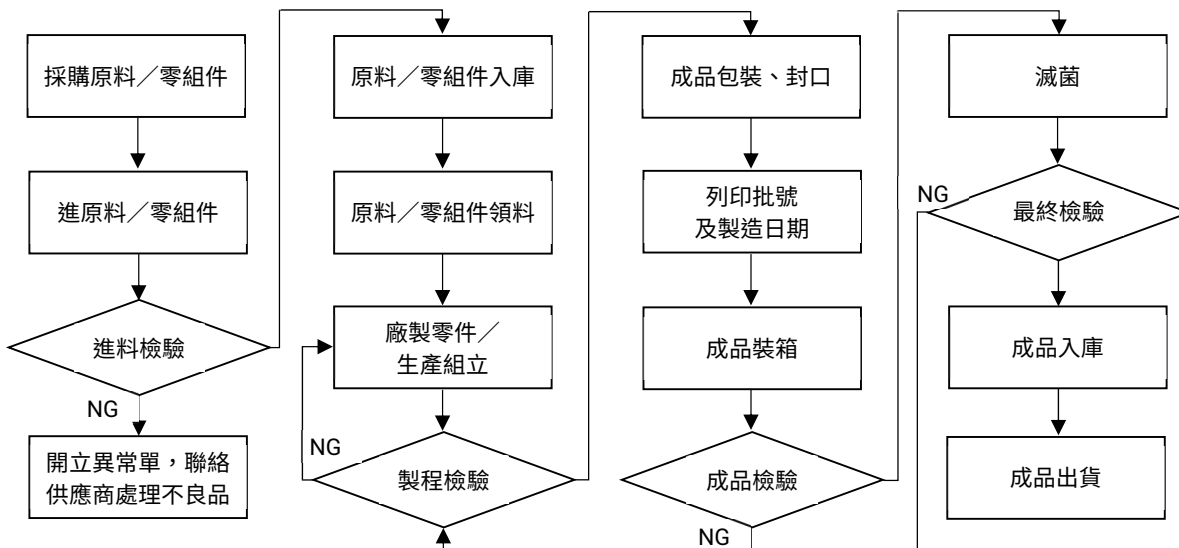 採購原料／零組件
進原料／零組件
進料檢驗
NG
開立異常單，聯絡
供應商處理不良品
原料／零組件入庫
原料／零組件領料
廠製零件／
生產組立
NG
製程檢驗
成品包裝、封口
列印批號
及製造日期
成品裝箱
成品檢驗
NG
滅菌
NG
最終檢驗
成品入庫
成品出貨